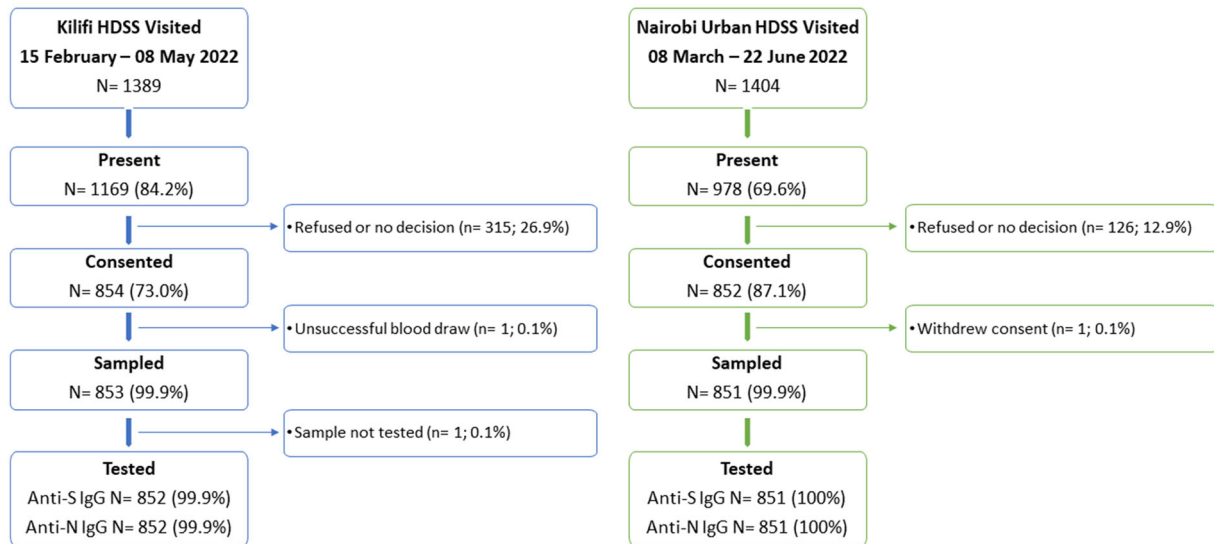 Kilifi HDSS Visited
15 February – 08 May 2022
N= 1389
Present
N= 1169 (84.2%)
•Refused or no decision (n= 315; 26.9%)
Consented
N= 854 (73.0%)
•Unsuccessful blood draw (n= 1; 0.1%)
Sampled
N= 853 (99.9%)
•Sample not tested (n= 1; 0.1%)
Tested
Anti-S IgG N= 852 (99.9%)
Anti-N IgG N= 852 (99.9%)
Nairobi Urban HDSS Visited
08 March – 22 June 2022
N= 1404
Present
N= 978 (69.6%)
•Refused or no decision (n= 126; 12.9%)
Consented
N= 852 (87.1%)
•Withdrew consent (n= 1; 0.1%)
Sampled
N= 851 (99.9%)
Tested
Anti-S IgG N= 851 (100%)
Anti-N IgG N= 851 (100%)